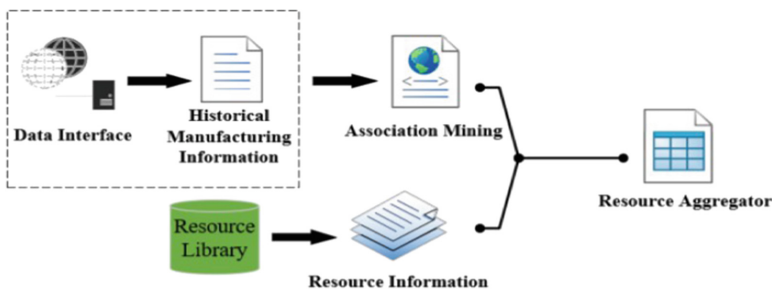 Data Interface
Historical
Manufacturing
Information
Association Mining
Resource Aggregator
Resource
Library
Resource Information